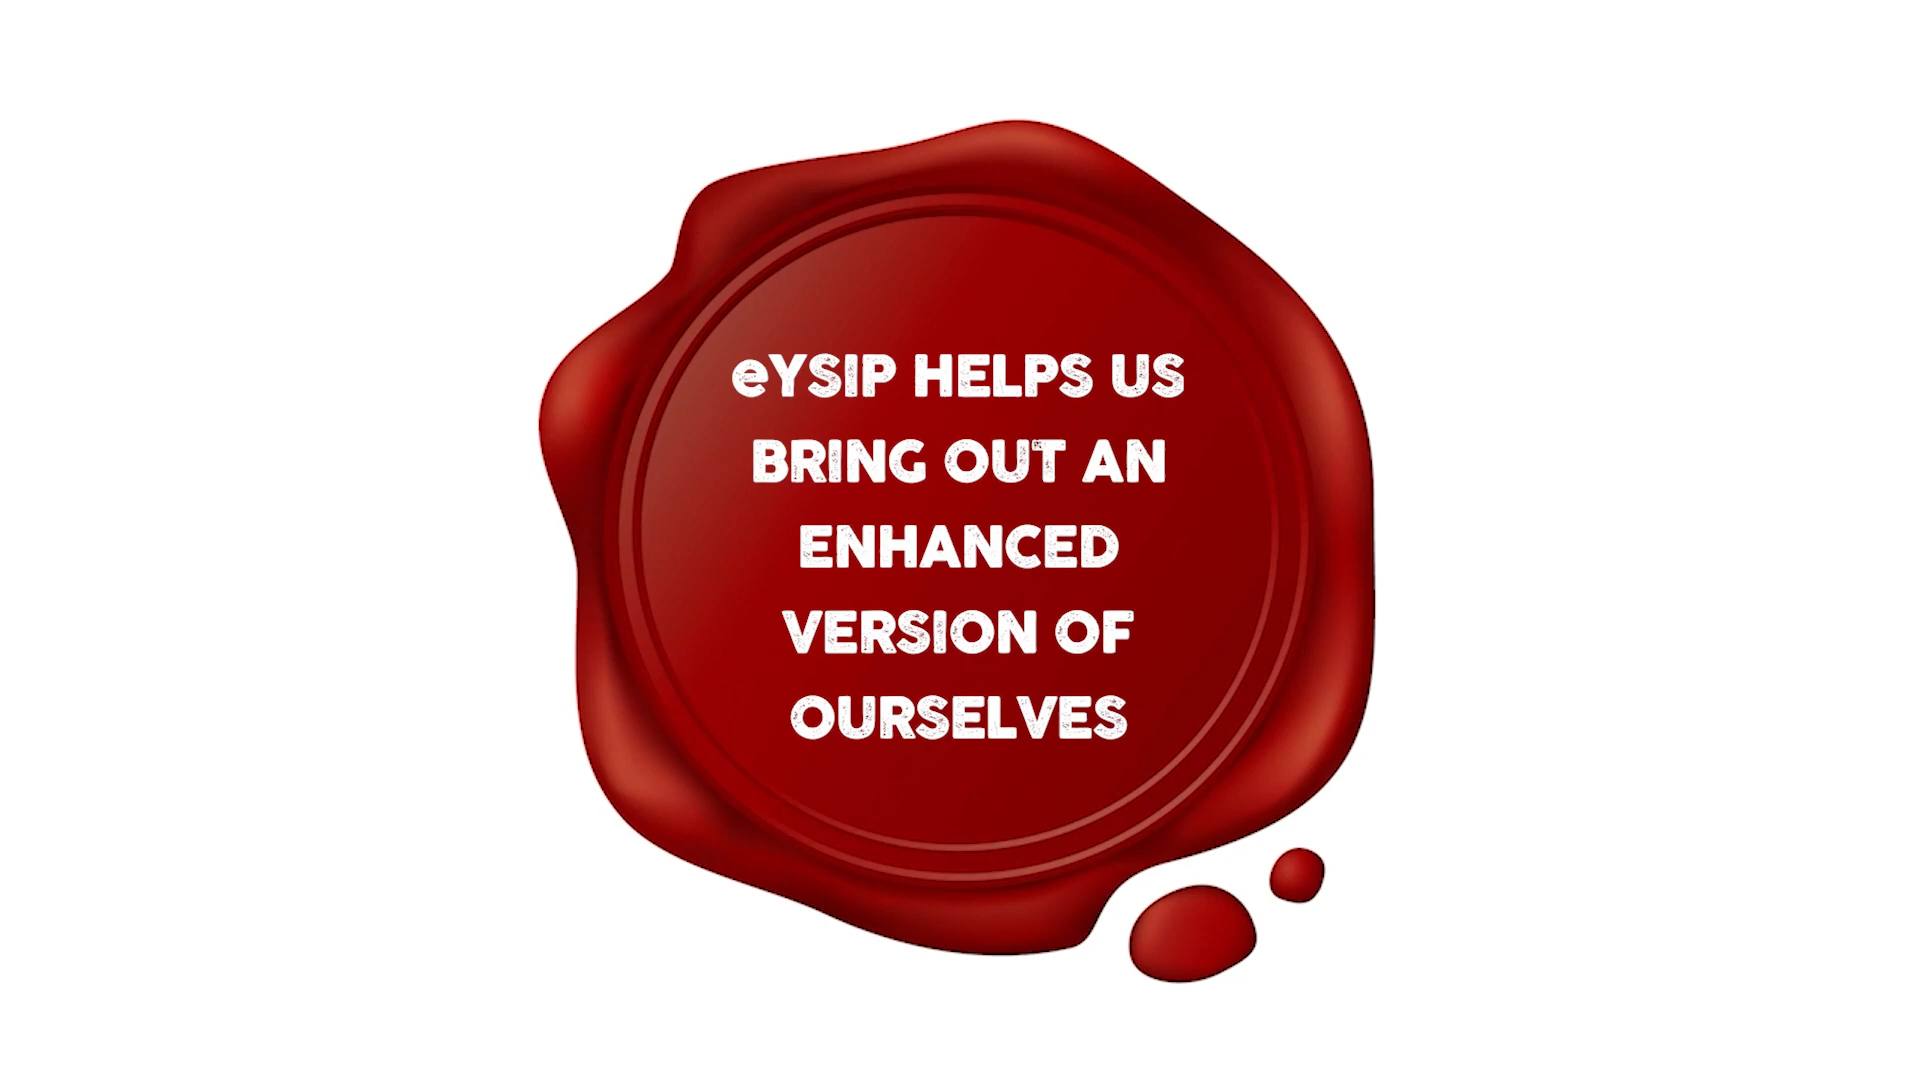 eYSIP HELPS US
BRING OUT AN
ENHANCED
VERSION OF
OURSELVES